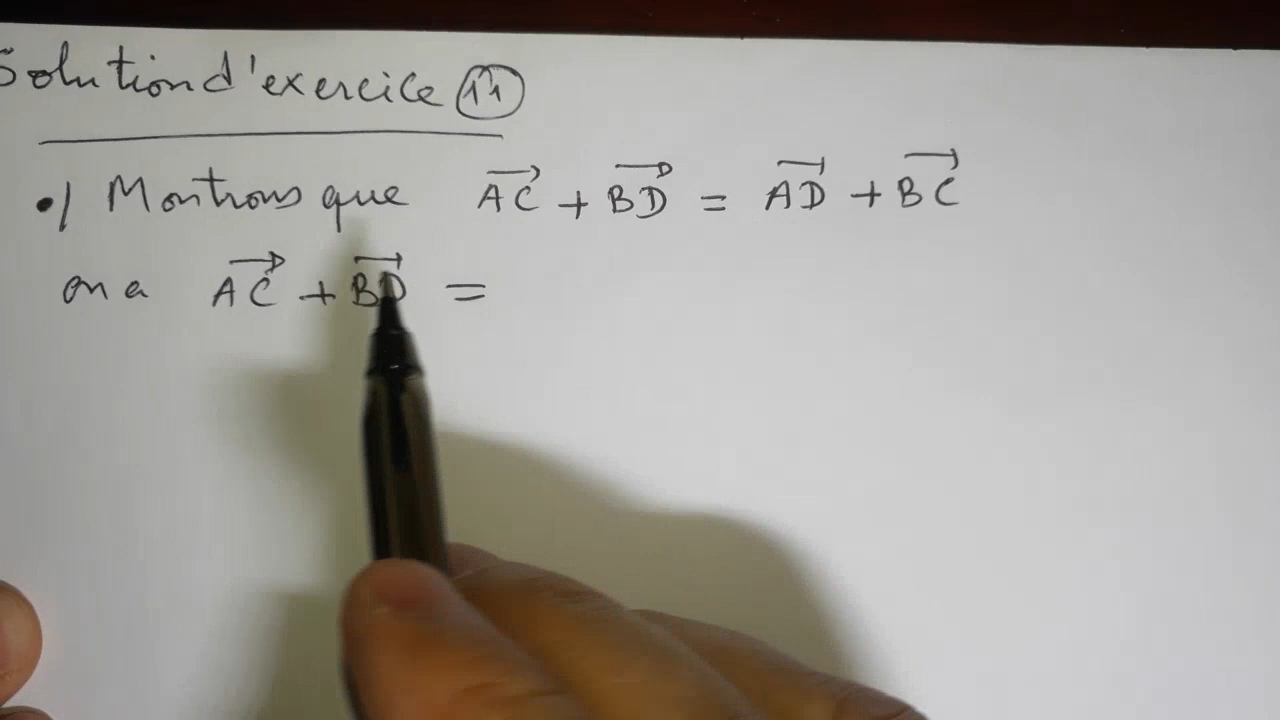 Solution d'exercice 11
•/ Montrons que AC + BD = AD + BC
on a AC + BD =